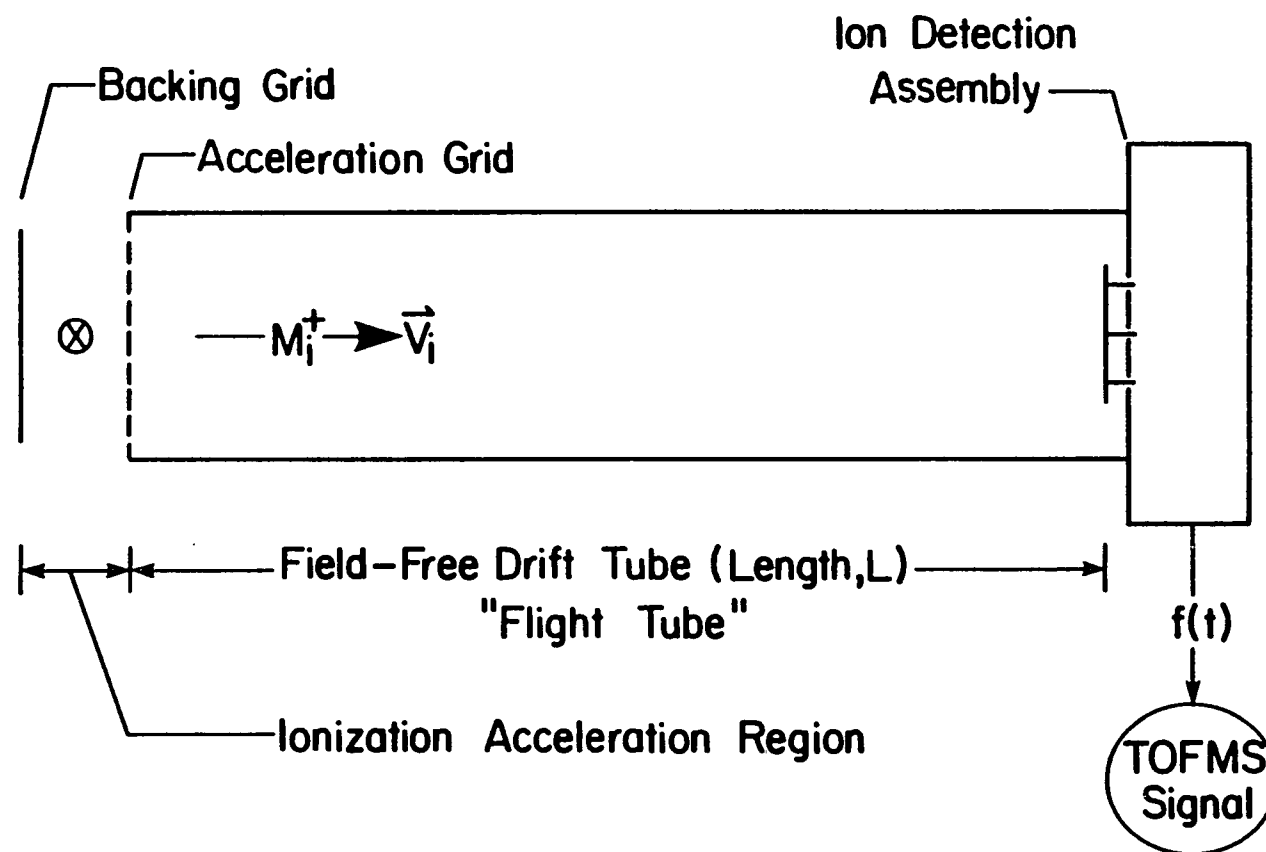 Ion Detection
Assembly
Backing Grid
Acceleration Grid
M_i^+ V⃗_i
Field-Free Drift Tube (Length,L)
"Flight Tube"
f(t)
Ionization Acceleration Region
TOFMS
Signal